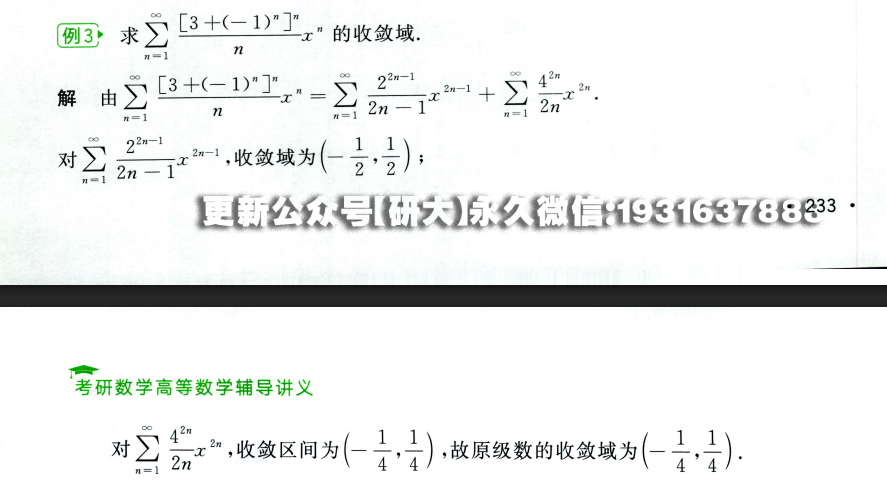 例3 求 $\sum_{n=1}^{\infty} \frac{[3+(-1)^n]^n}{n} x^n$ 的收敛域.
解 由 $\sum_{n=1}^{\infty} \frac{[3+(-1)^n]^n}{n} x^n = \sum_{n=1}^{\infty} \frac{2^{2n-1}}{2n-1} x^{2n-1} + \sum_{n=1}^{\infty} \frac{4^{2n}}{2n} x^{2n}$.
对 $\sum_{n=1}^{\infty} \frac{2^{2n-1}}{2n-1} x^{2n-1}$,收敛域为 $\left(-\frac{1}{2},\frac{1}{2}\right)$;
更新公众号【研大】永久微信:193163788
· 233 ·
考研数学高等数学辅导讲义
对 $\sum_{n=1}^{\infty} \frac{4^{2n}}{2n} x^{2n}$,收敛区间为 $\left(-\frac{1}{4},\frac{1}{4}\right)$,故原级数的收敛域为 $\left(-\frac{1}{4},\frac{1}{4}\right)$.